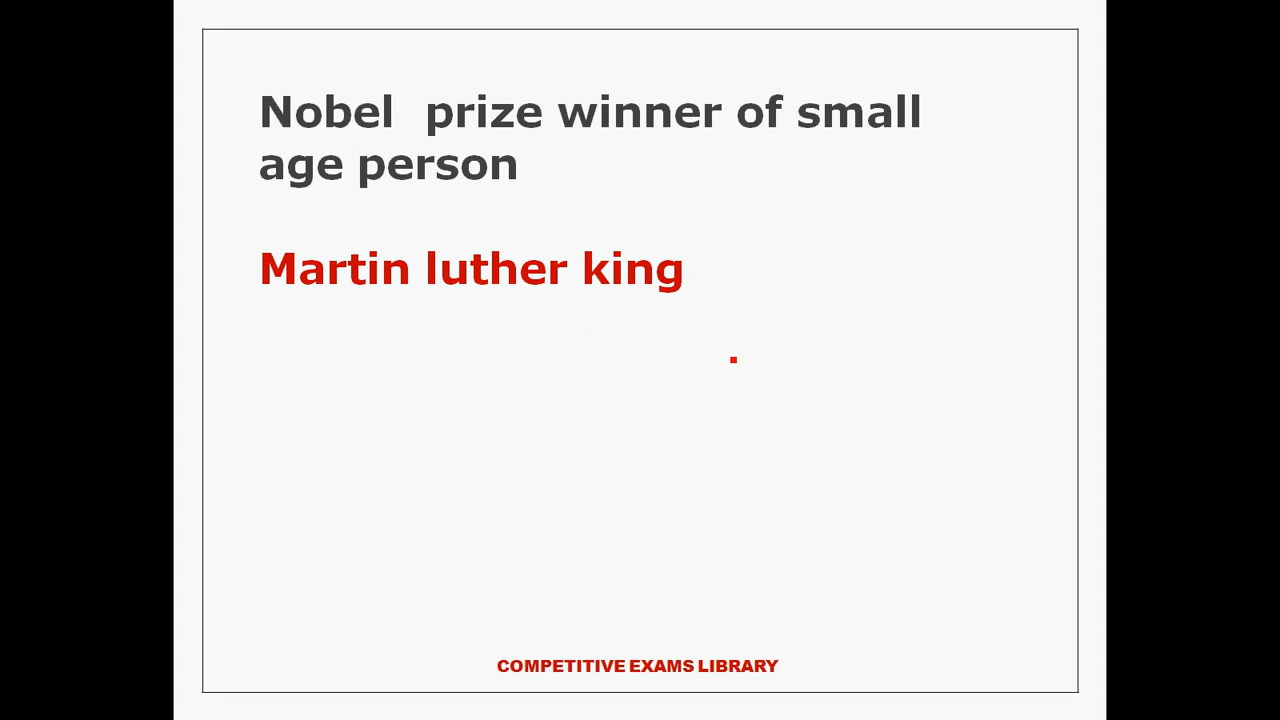 Nobel  prize winner of small
age person
Martin luther king
.
COMPETITIVE EXAMS LIBRARY